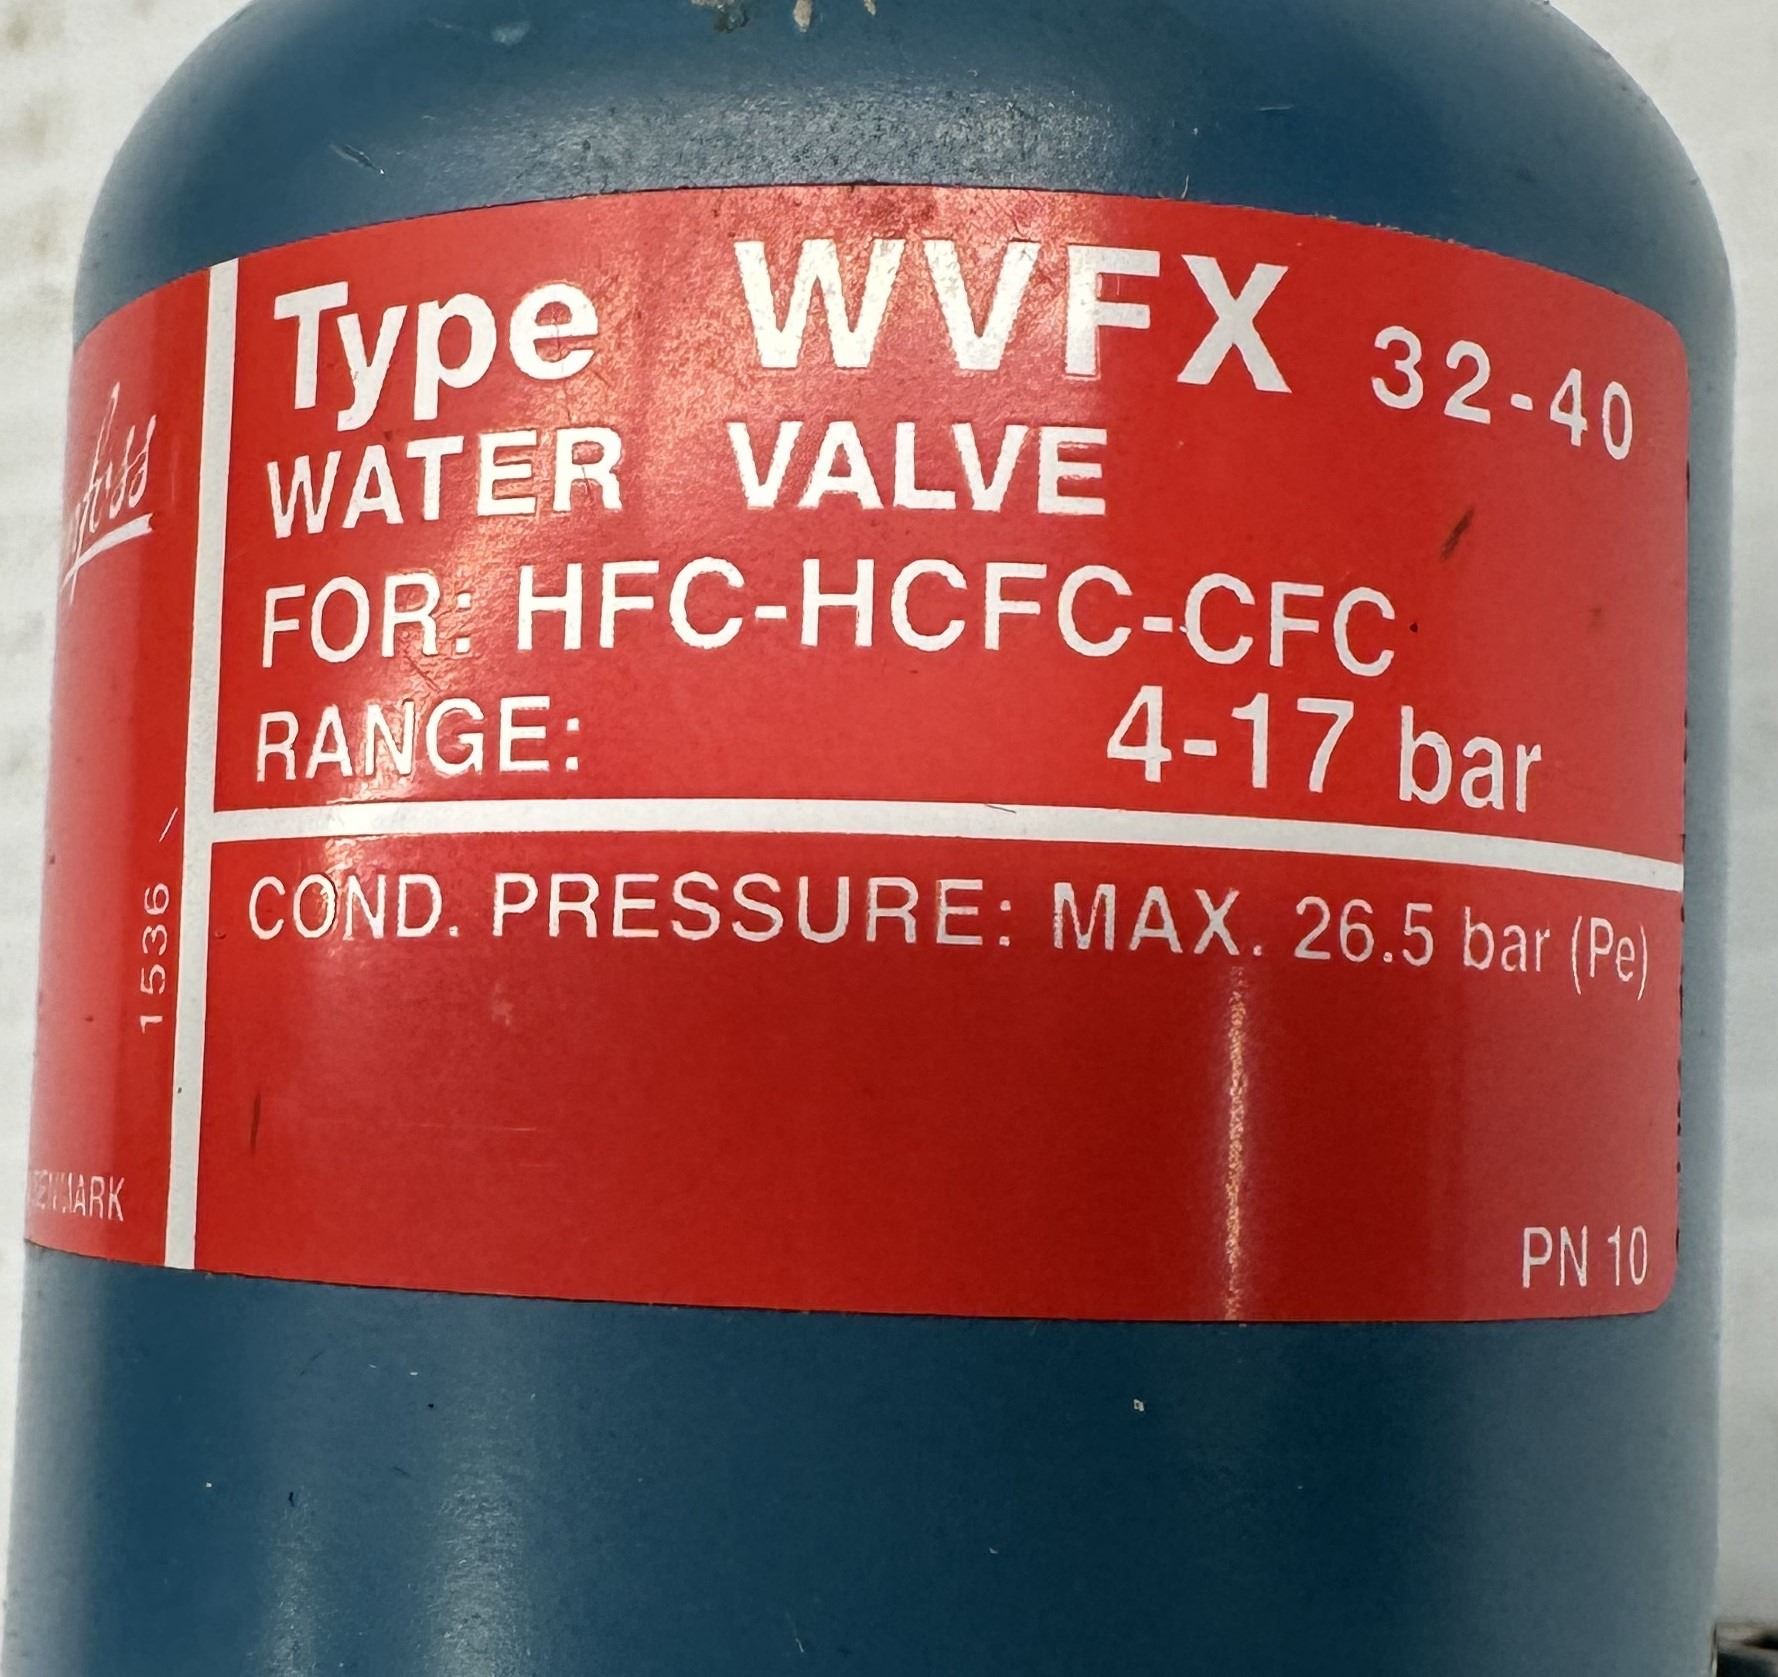 Type WVFX 32-40
WATER VALVE
FOR: HFC-HCFC-CFC
RANGE: 4-17 bar
COND. PRESSURE: MAX. 26.5 bar (Pe)
PN 10
1536
DENMARK